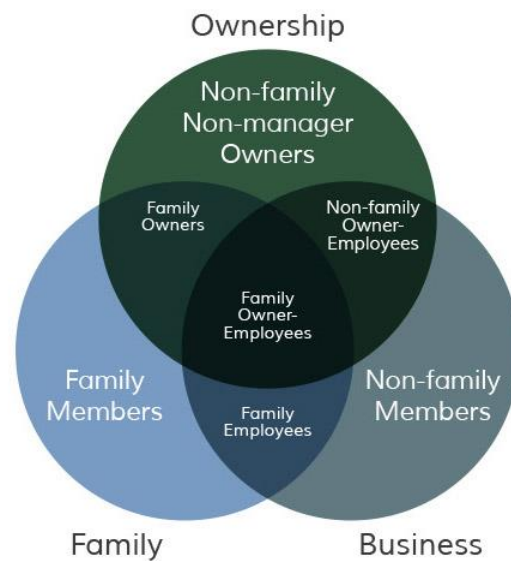 Ownership
Non-family
Non-manager
Owners
Family
Owners
Non-family
Owner-
Employees
Family
Owner-
Employees
Family
Members
Non-family
Members
Family
Employees
Family
Business